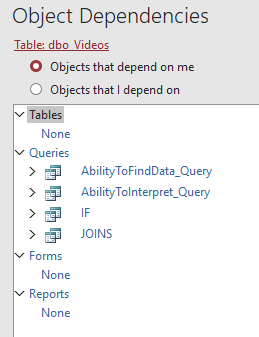 Object Dependencies
Table: dbo_Videos
Objects that depend on me
Objects that I depend on
Tables
None
Queries
AbilityToFindData_Query
AbilityToInterpret_Query
IF
JOINS
Forms
None
Reports
None